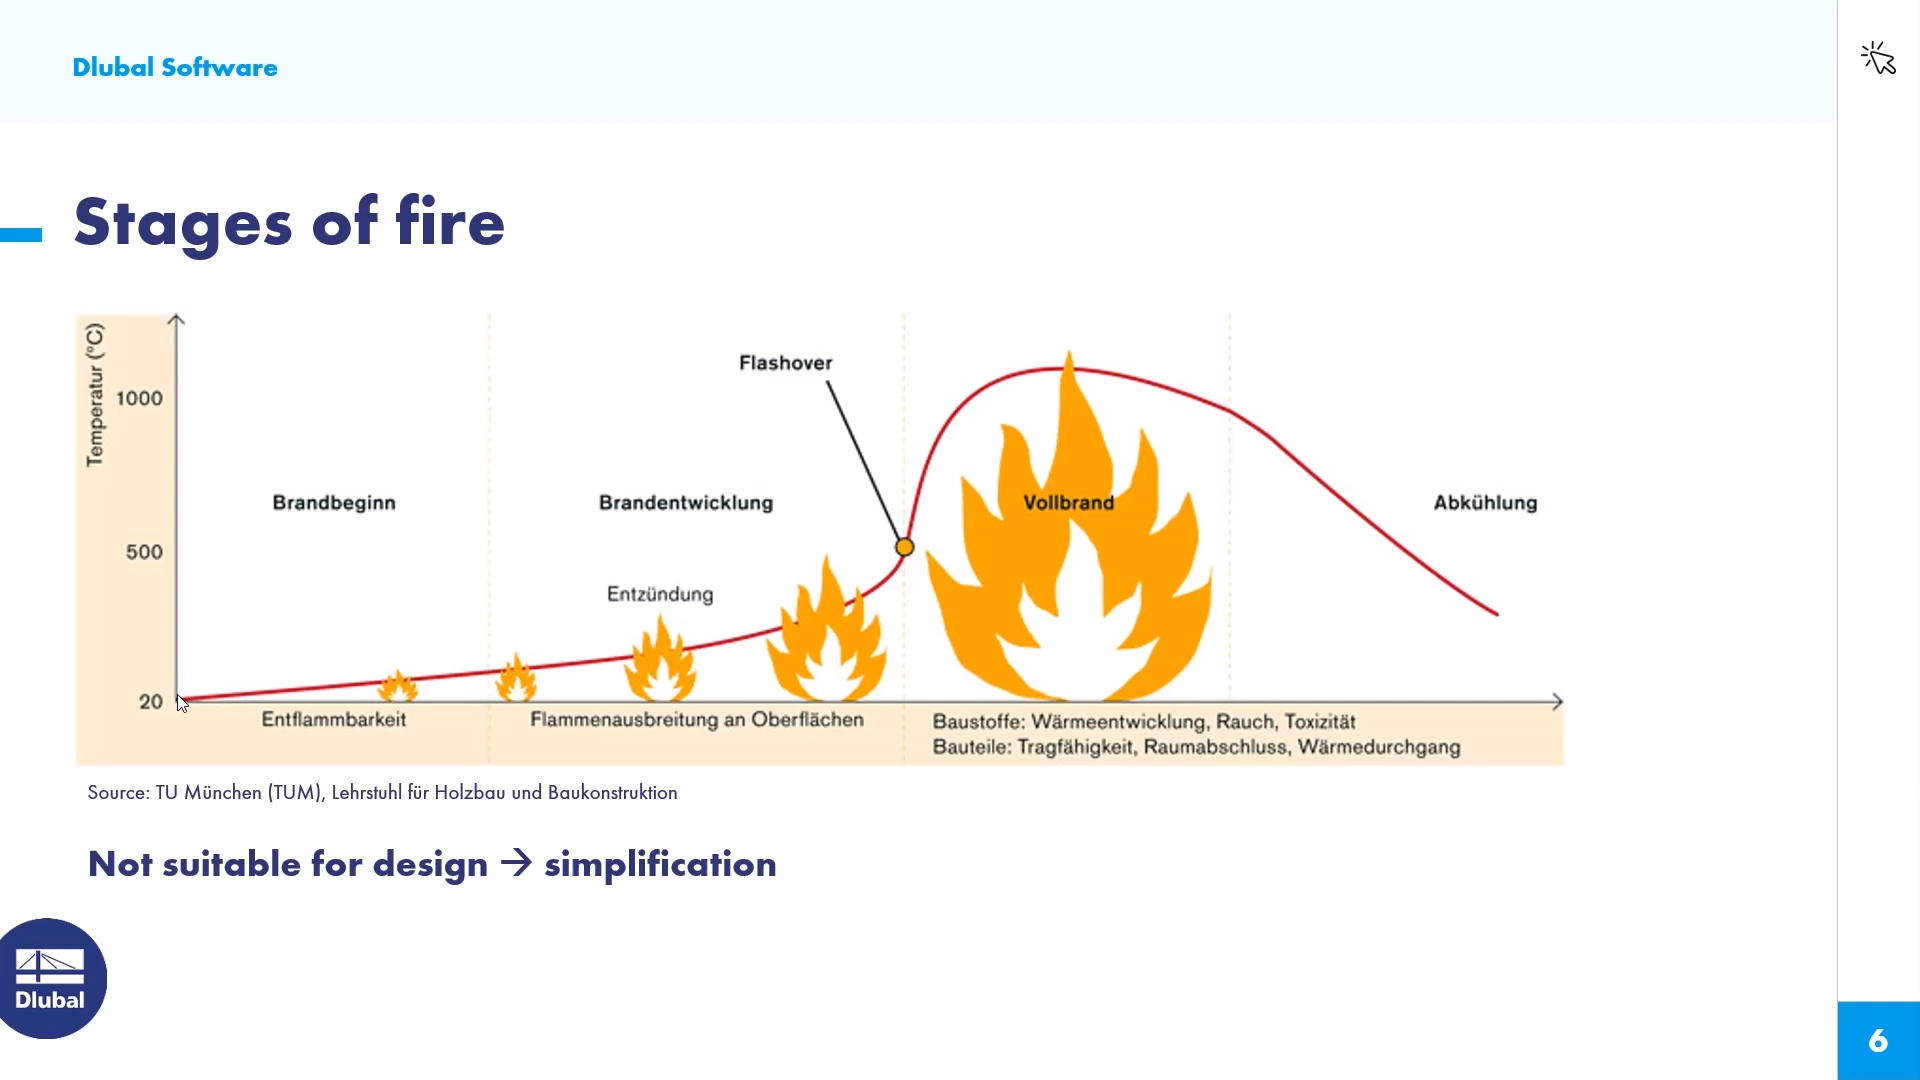 Dlubal Software
Stages of fire
Temperatur (°C)
1000
500
20
Flashover
Brandbeginn
Brandentwicklung
Vollbrand
Abkühlung
Entzündung
Entflammbarkeit
Flammenausbreitung an Oberflächen
Baustoffe: Wärmeentwicklung, Rauch, Toxizität
Bauteile: Tragfähigkeit, Raumabschluss, Wärmedurchgang
Source: TU München (TUM), Lehrstuhl für Holzbau und Baukonstruktion
Not suitable for design → simplification
Dlubal
6